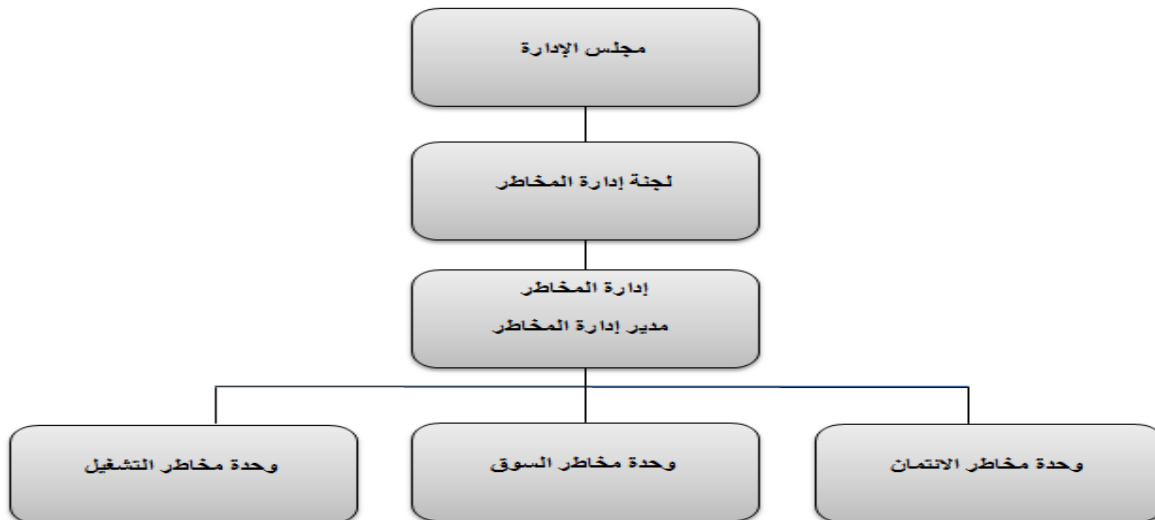 مجلس الإدارة
لجنة إدارة المخاطر
إدارة المخاطر
مدير إدارة المخاطر
وحدة مخاطر الائتمان
وحدة مخاطر السوق
وحدة مخاطر التشغيل